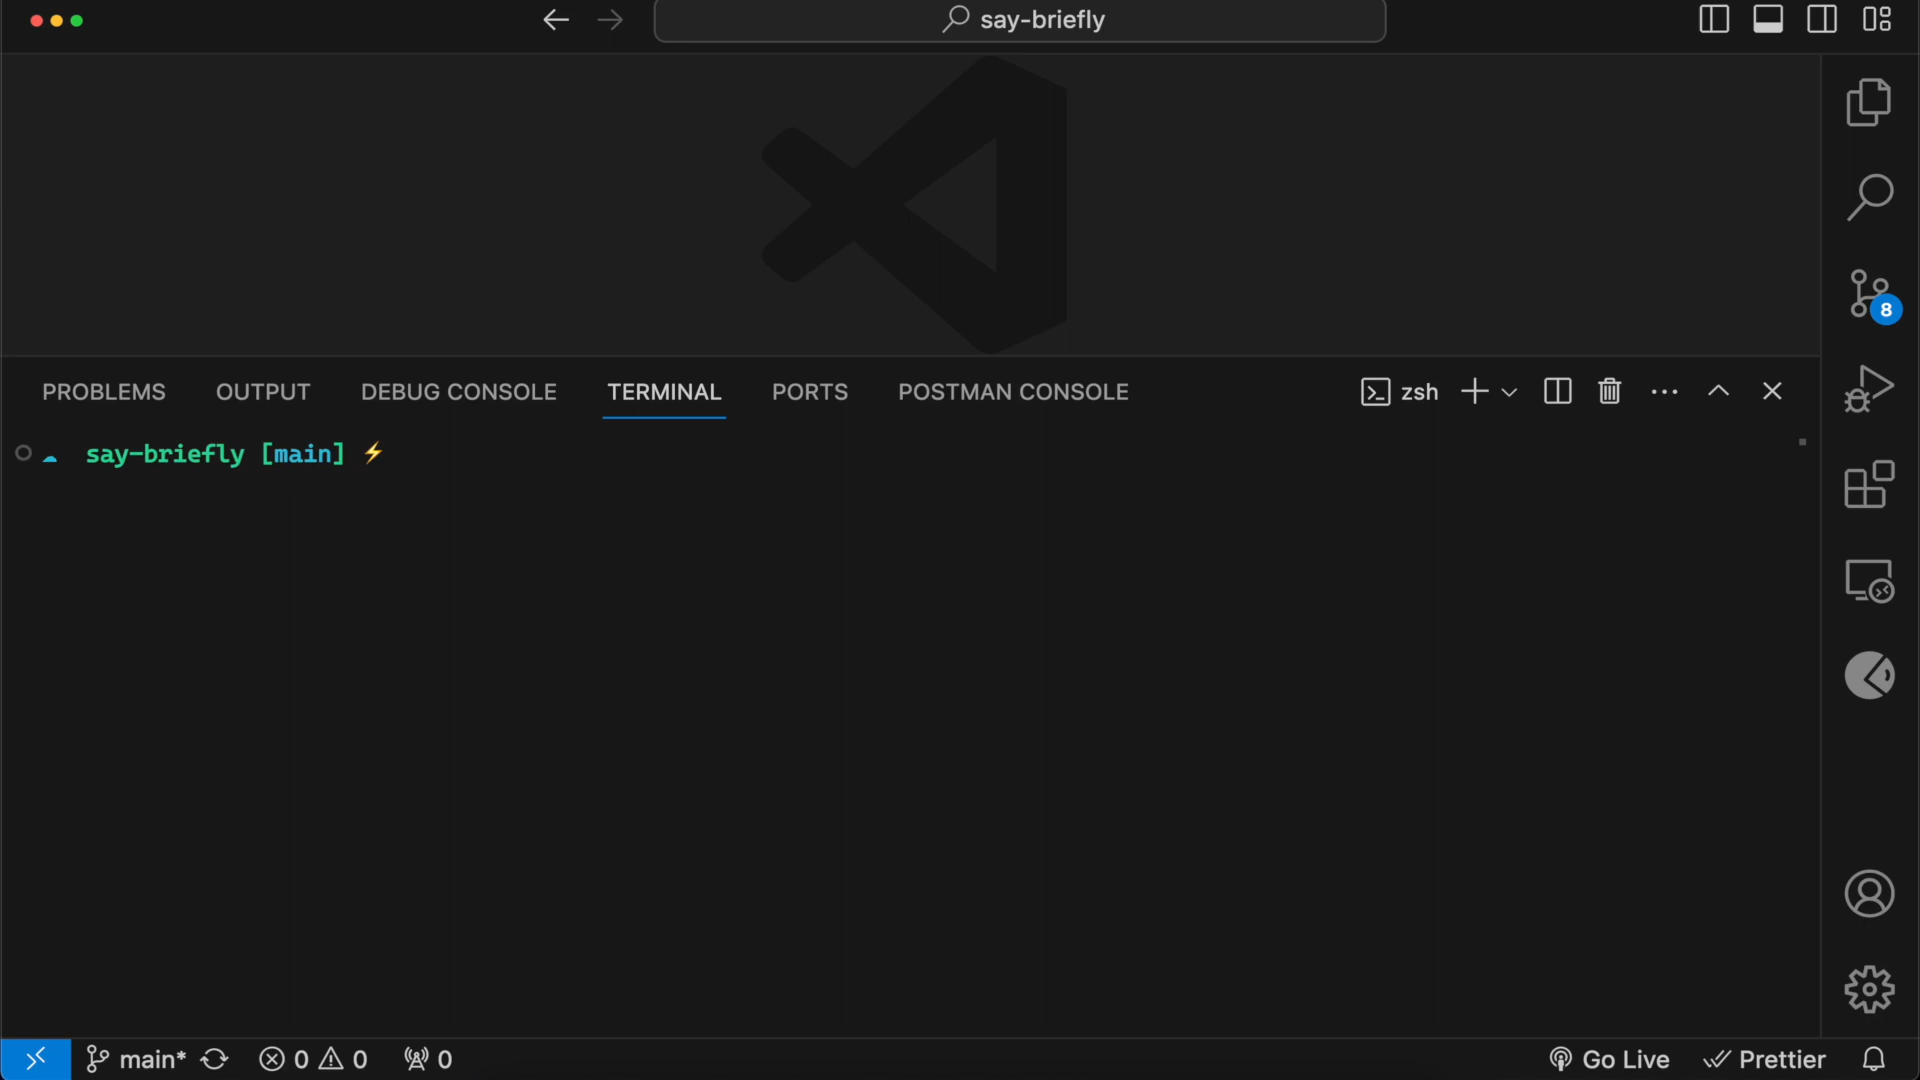 say-briefly
8
PROBLEMS OUTPUT DEBUG CONSOLE TERMINAL PORTS POSTMAN CONSOLE zsh
say-briefly [main] ⚡
main* 0 0 0 Go Live Prettier